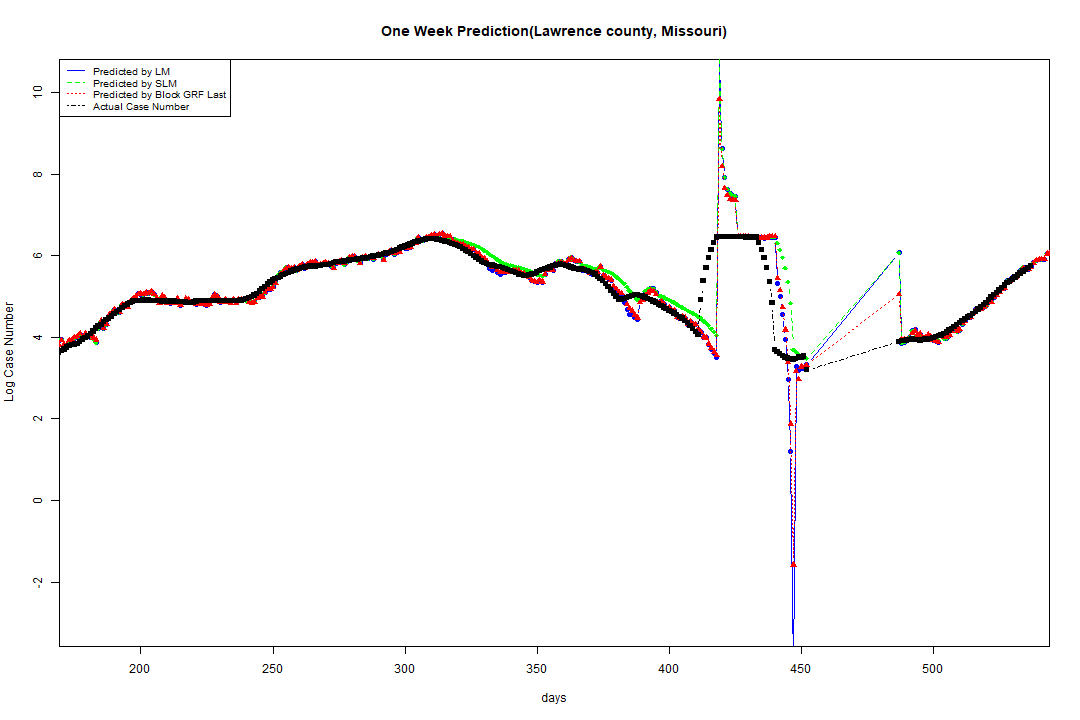 One Week Prediction(Lawrence county, Missouri)
Predicted by LM
Predicted by SLM
Predicted by Block GRF Last
Actual Case Number
Log Case Number
10
8
6
4
2
0
-2
200 250 300 350 400 450 500
days